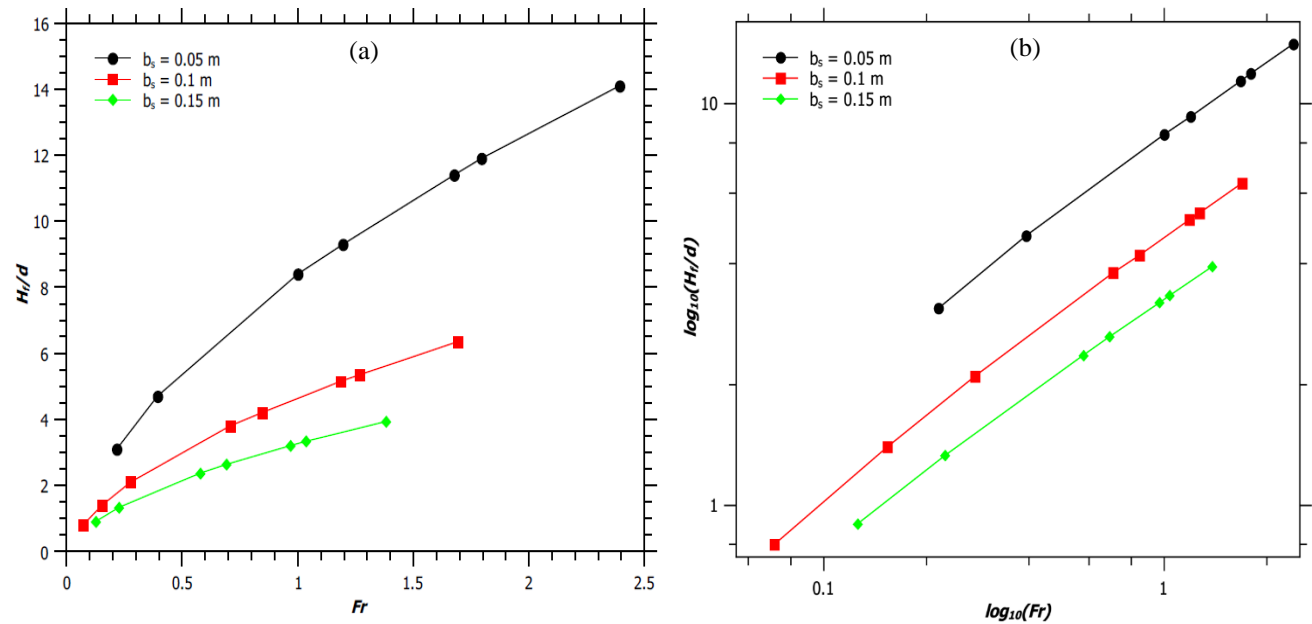 (a)
bₛ = 0.05 m
bₛ = 0.1 m
bₛ = 0.15 m
16
14
12
10
8
6
4
2
0
Hᵣ/d
0
0.5
1
1.5
2
2.5
Fr
(b)
bₛ = 0.05 m
bₛ = 0.1 m
bₛ = 0.15 m
10
1
log₁₀(Hᵣ/d)
0.1
1
log₁₀(Fr)